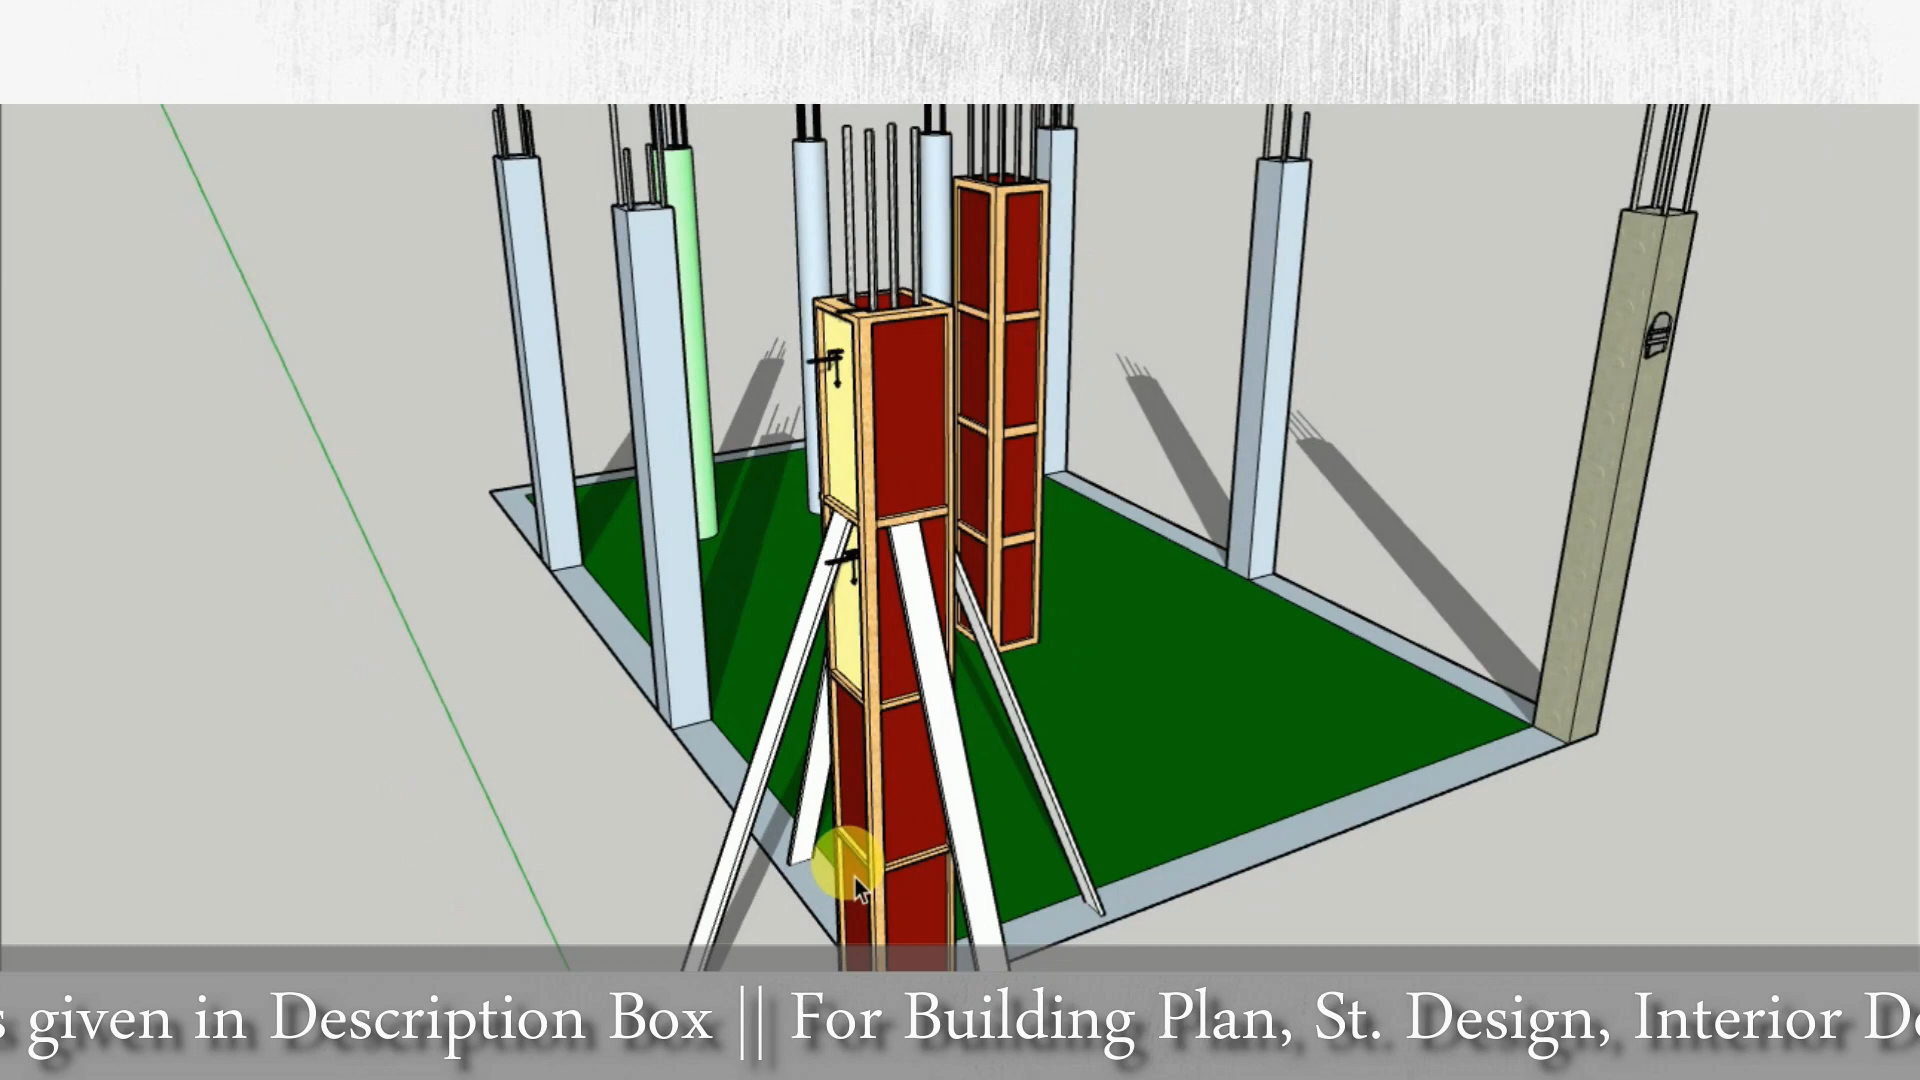 given in Description Box || For Building Plan, St. Design, Interior